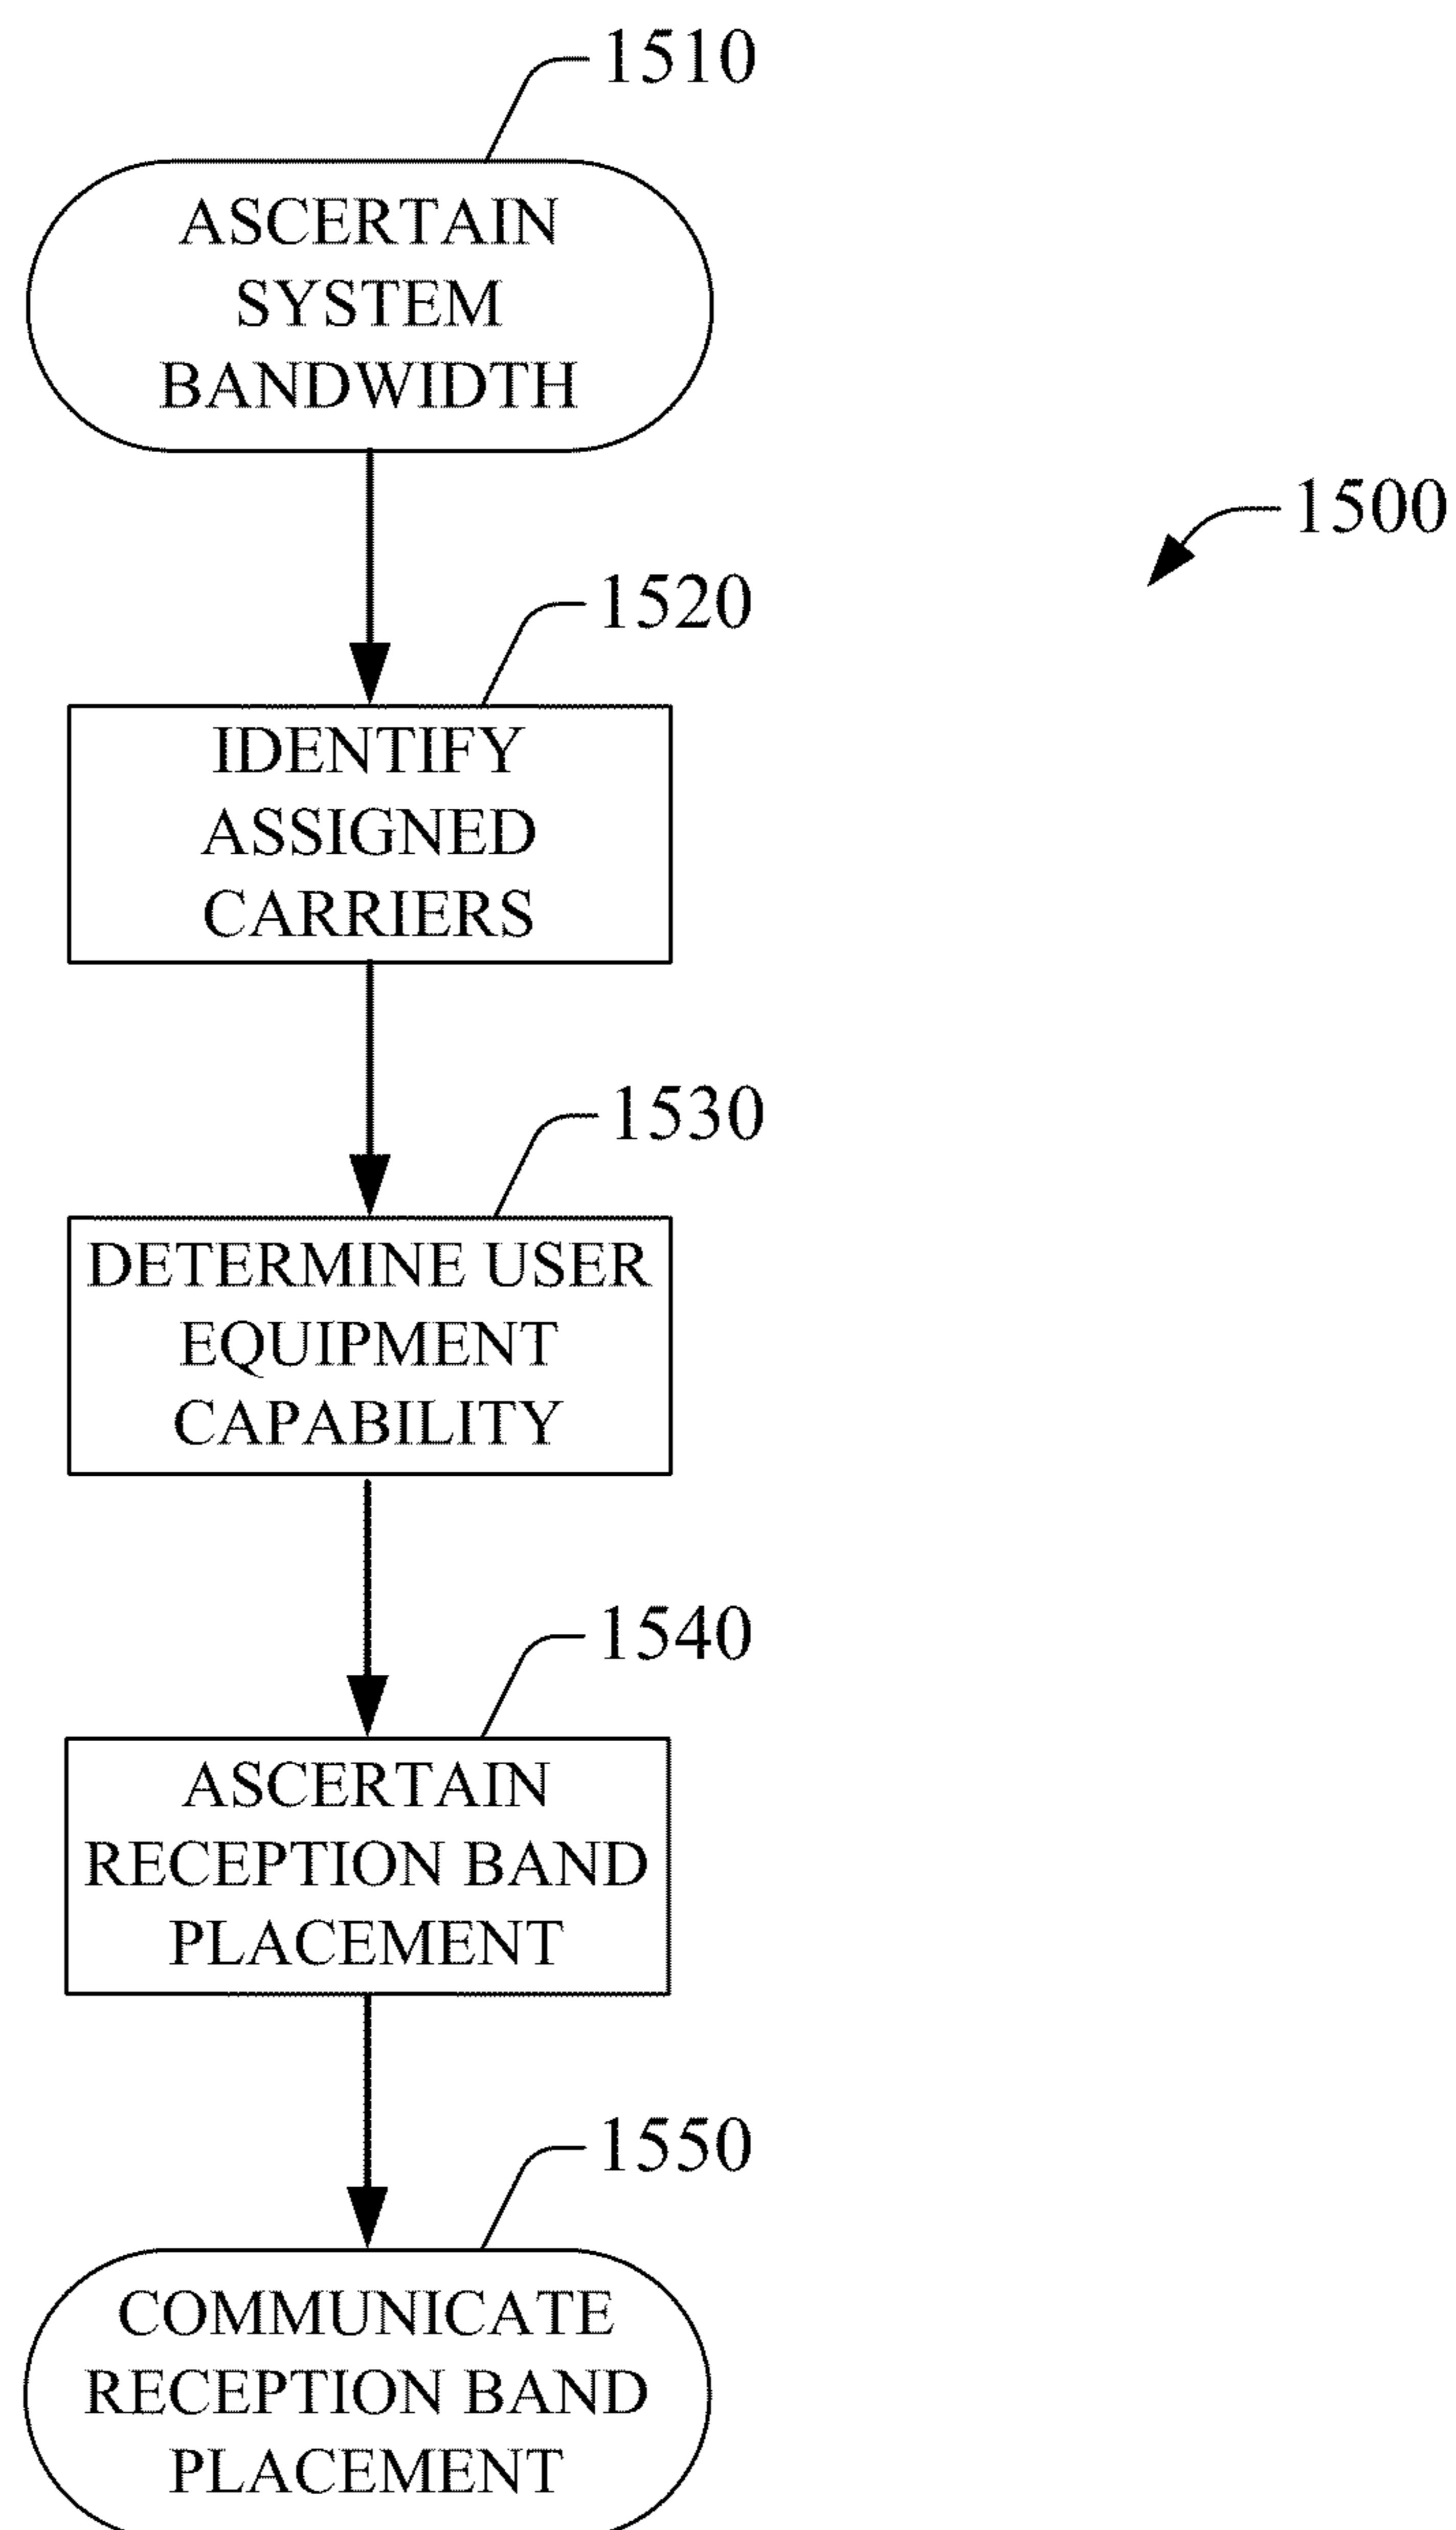 1510
ASCERTAIN
SYSTEM
BANDWIDTH
1500
1520
IDENTIFY
ASSIGNED
CARRIERS
1530
DETERMINE USER
EQUIPMENT
CAPABILITY
1540
ASCERTAIN
RECEPTION BAND
PLACEMENT
1550
COMMUNICATE
RECEPTION BAND
PLACEMENT